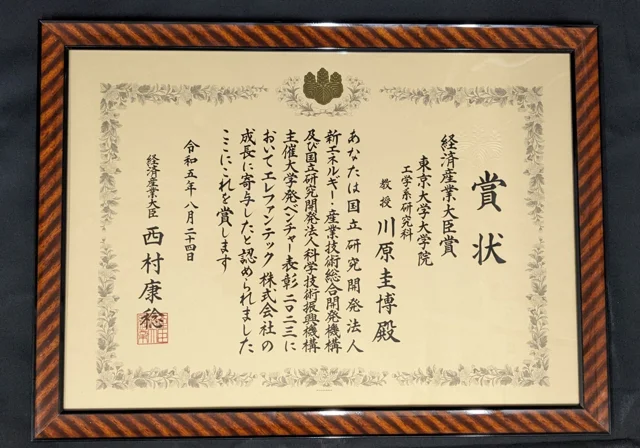 賞状
経済産業大臣賞
東京大学大学院
工学系研究科
教授 川原圭博殿
あなたは国立研究開発法人
新エネルギー・産業技術総合開発機構
及び国立研究開発法人科学技術振興機構
主催大学発ベンチャー表彰二〇二三に
おいてエレファンテック 株式会社の
成長に寄与したと認められました
ここにこれを賞します
令和五年八月二十四日
経済産業大臣 西村康稔